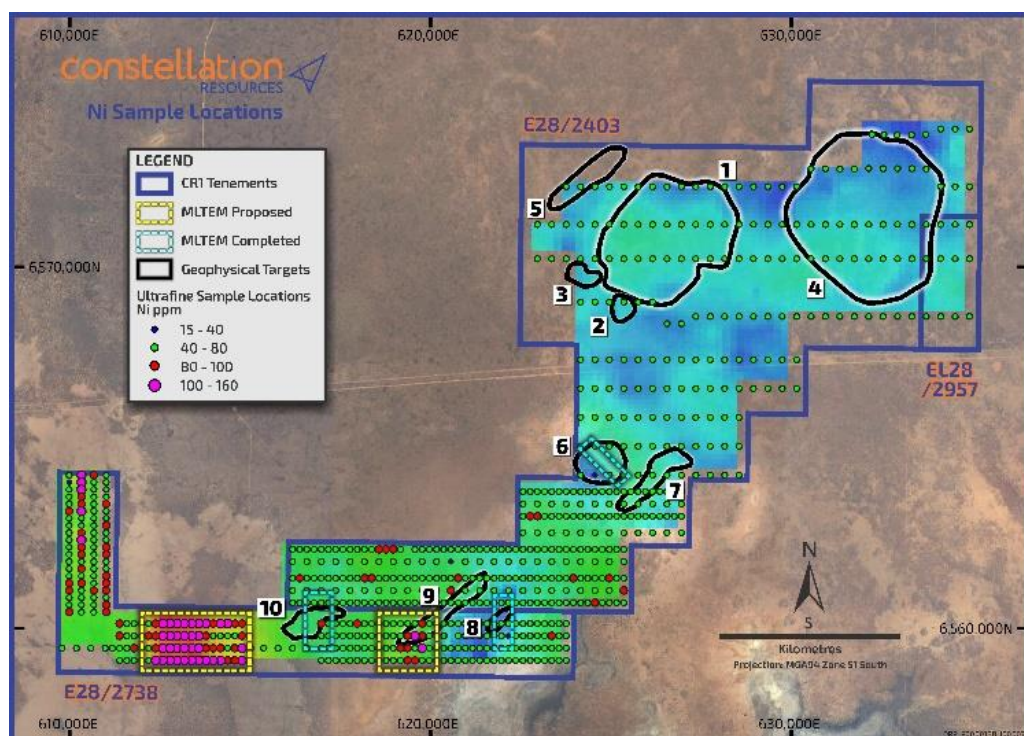 610,000E
620,000E
630,000E
constellation
RESOURCES
Ni Sample Locations
E28/2403
LEGEND
CR1 Tenements
MLTEM Proposed
MLTEM Completed
Geophysical Targets
Ultrafine Sample Locations
Ni ppm
15 - 40
40 - 80
80 - 100
100 - 160
1
5
6,570,000N
3
4
2
EL28
/2957
6
7
N
10
9
8
5
Kilometres
Projection: MGA94 Zone 51 South
6,560,000N
E28/2738
610,000E
620,000E
630,000E